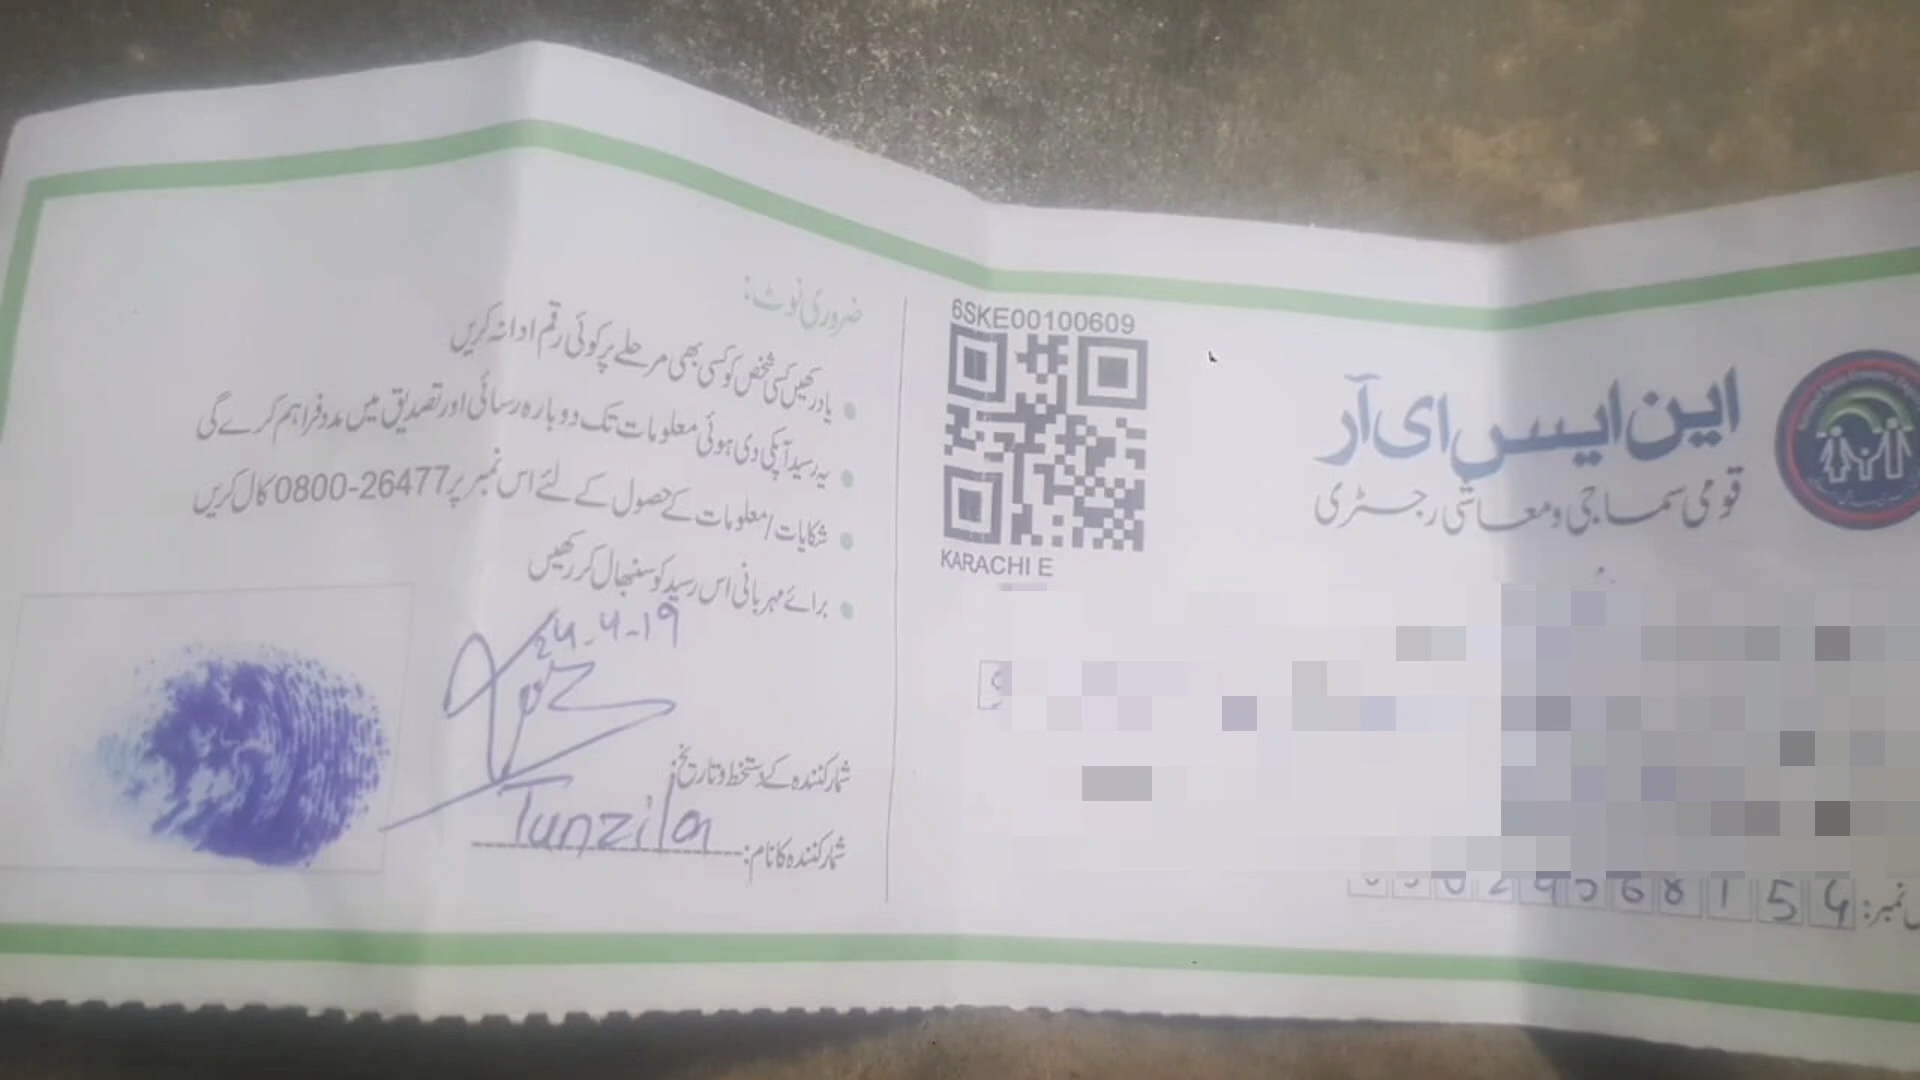 این ایس ای آر
قومی سماجی ومعاشی رجسٹری
6SKE00100609
KARACHI E
ضروری نوٹ:
یاد رکھیں کسی شخص کو کسی بھی مرحلے پر کوئی رقم ادا نہ کریں
یہ رسید آپکی دی ہوئی معلومات تک دوبارہ رسائی اور تصدیق میں مدد فراہم کرے گی
شکایات/معلومات کے حصول کے لئے اس نمبر پر 26477-0800 کال کریں
برائے مہربانی اس رسید کو سنبھال کر رکھیں
24-4-19
شمار کنندہ کے دستخط و تاریخ:
شمار کنندہ کا نام: Tunzila
نمبر: